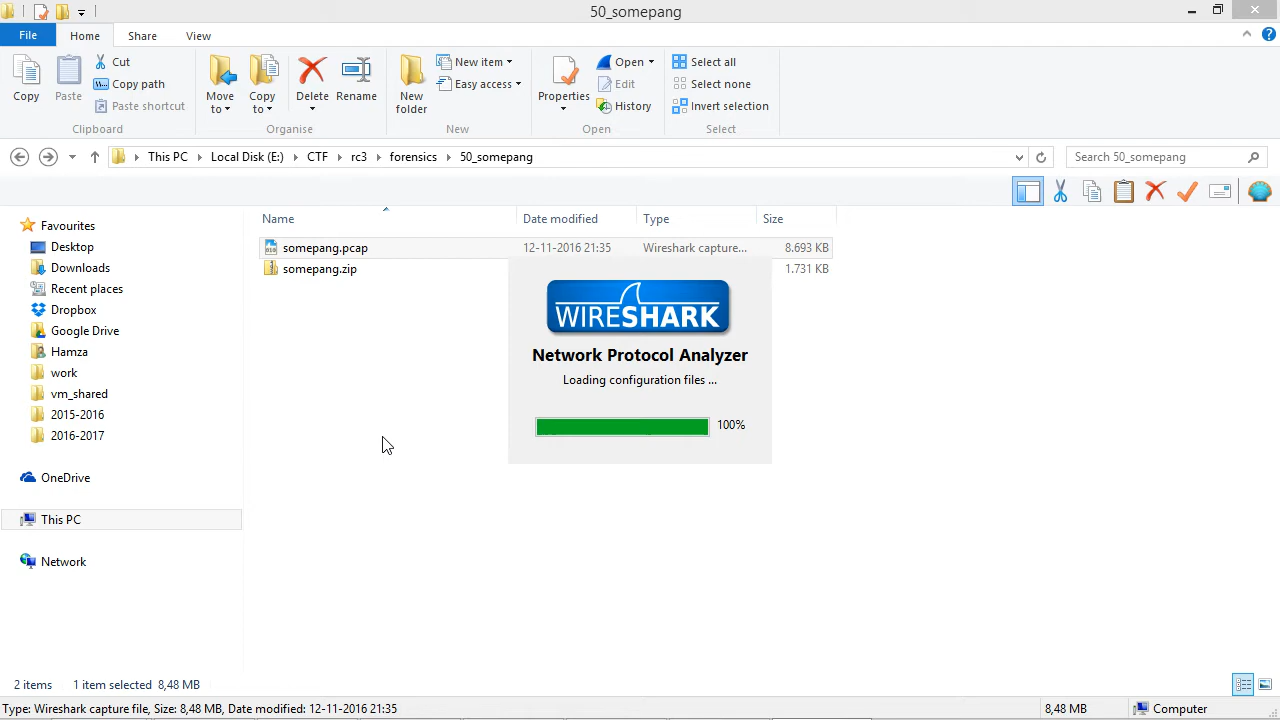 50_somepang
File Home Share View
Copy
Paste
Cut
Copy path
Paste shortcut
Clipboard
Move to
Copy to
Delete
Rename
Organise
New folder
New item
Easy access
New
Properties
Open
Edit
History
Open
Select all
Select none
Invert selection
Select
This PC Local Disk (E:) CTF rc3 forensics 50_somepang
Search 50_somepang
Name Date modified Type Size
somepang.pcap 12-11-2016 21:35 Wireshark capture... 8.693 KB
somepang.zip 1.731 KB
Favourites
Desktop
Downloads
Recent places
Dropbox
Google Drive
Hamza
work
vm_shared
2015-2016
2016-2017
OneDrive
This PC
Network
WIRESHARK
Network Protocol Analyzer
Loading configuration files ...
100%
2 items 1 item selected 8,48 MB
Type: Wireshark capture file, Size: 8,48 MB, Date modified: 12-11-2016 21:35 8,48 MB Computer